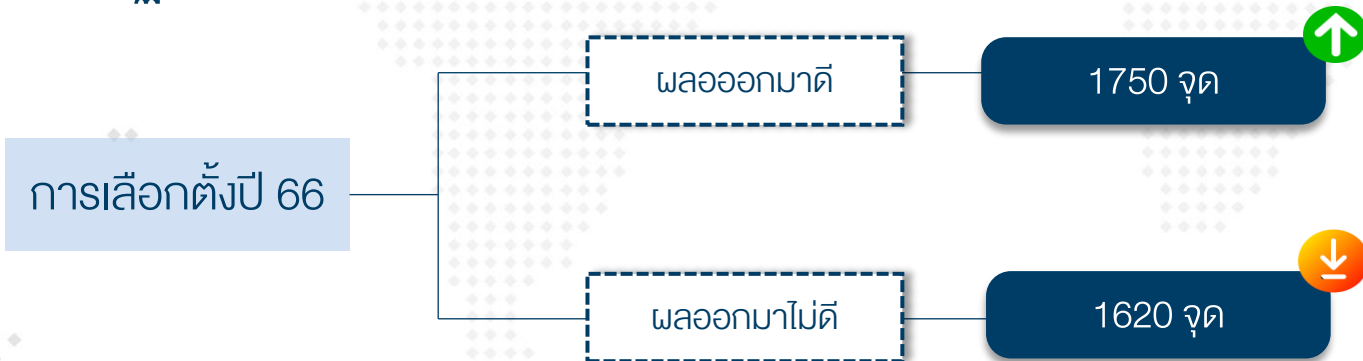 ผลอออกมาดี
1750 จุด
การเลือกตั้งปี 66
ผลออกมาไม่ดี
1620 จุด